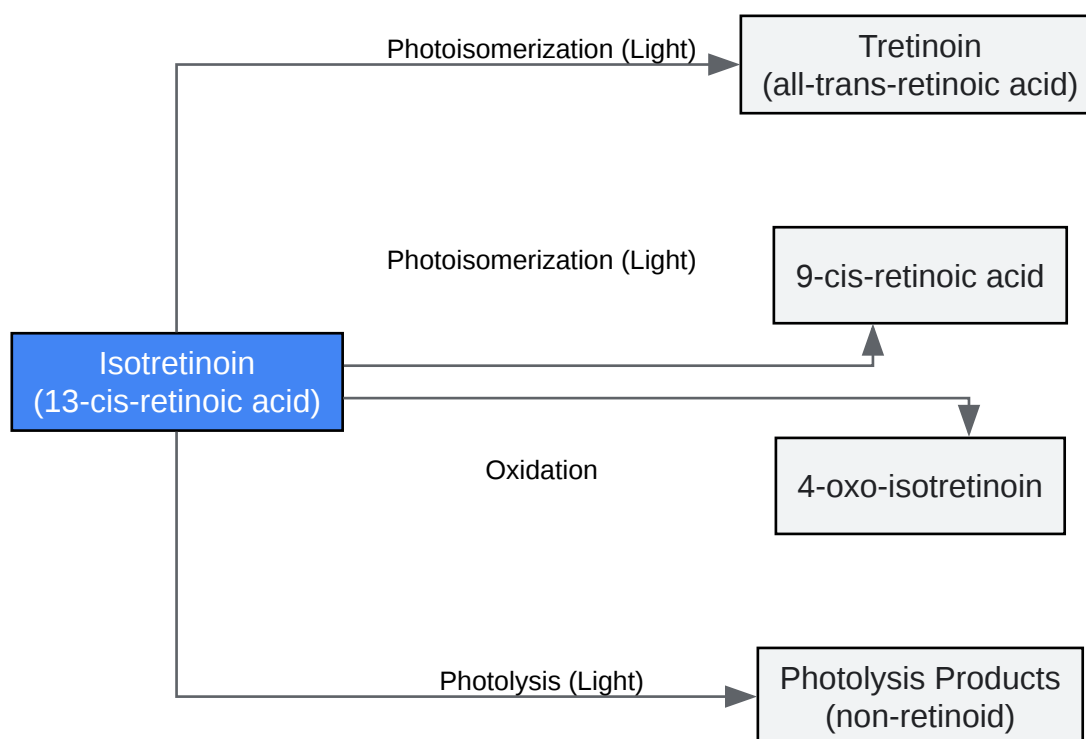 Photoisomerization (Light)
Tretinoin
(all-trans-retinoic acid)
Photoisomerization (Light)
9-cis-retinoic acid
Isotretinoin
(13-cis-retinoic acid)
Oxidation
4-oxo-isotretinoin
Photolysis (Light)
Photolysis Products
(non-retinoid)